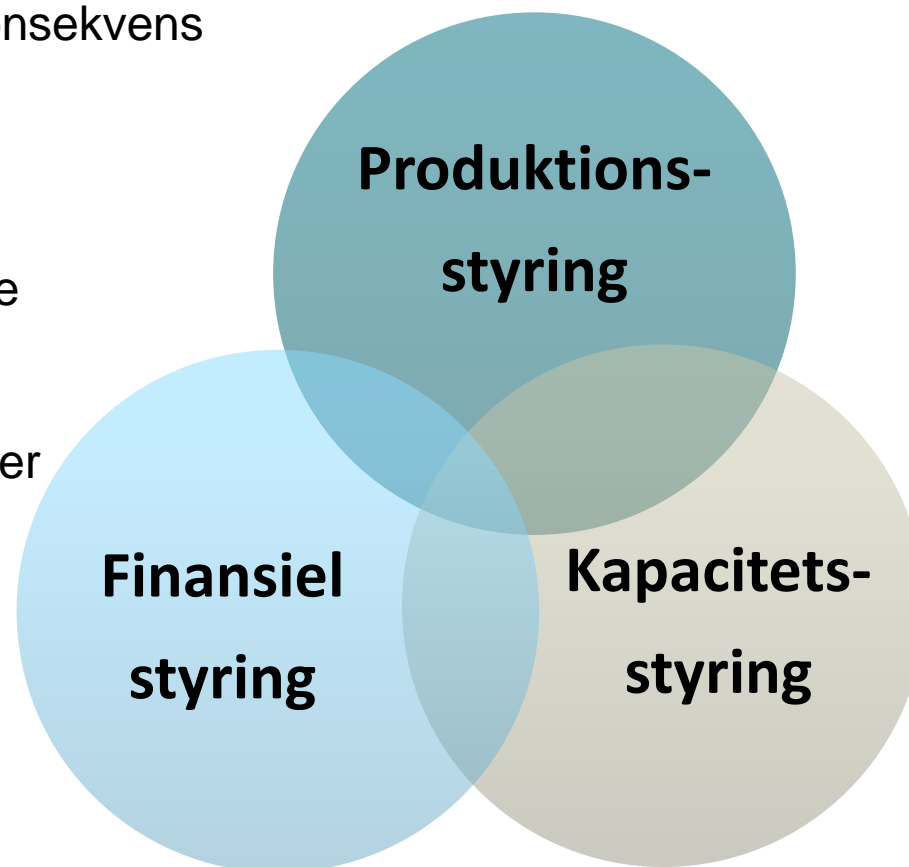 nsekvens
e
er
Produktions-
styring
Finansiel
styring
Kapacitets-
styring